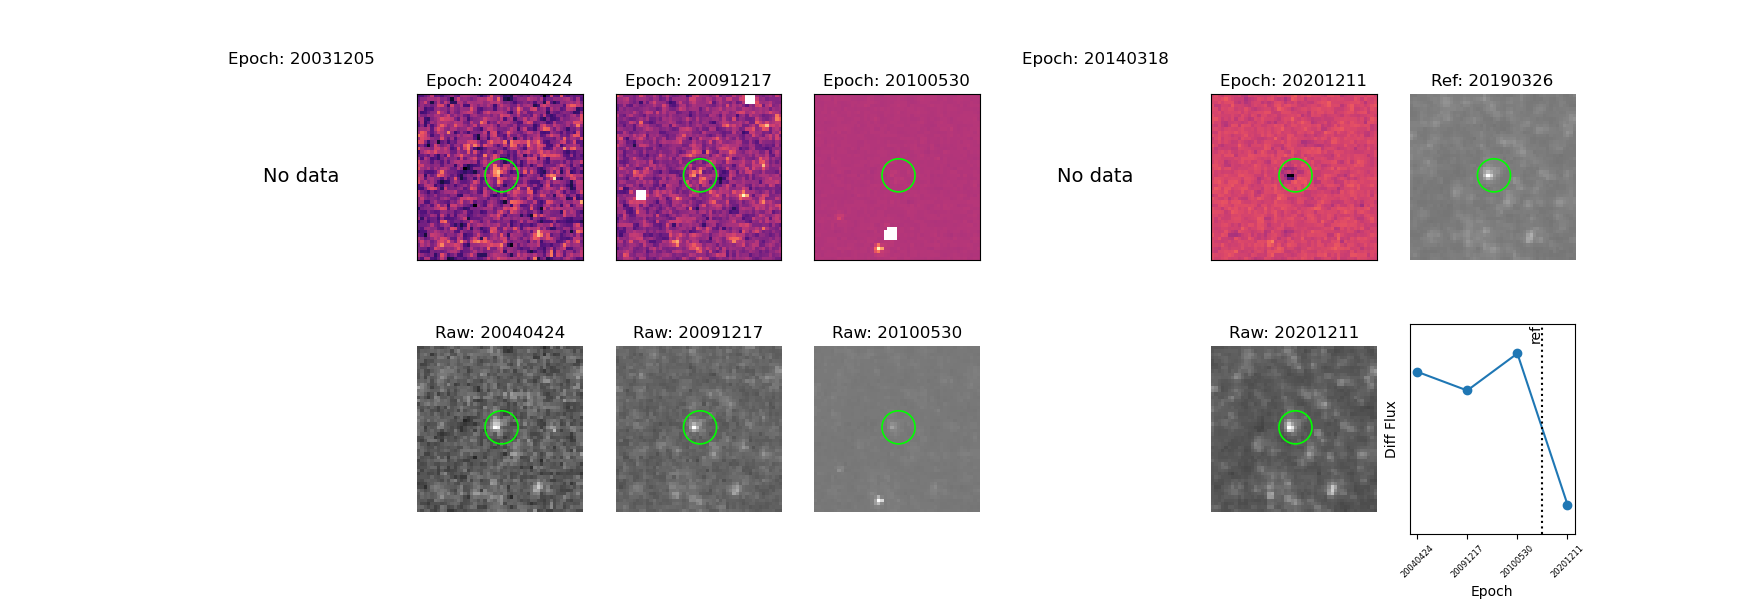 Epoch: 20031205
Epoch: 20040424
Epoch: 20091217
Epoch: 20100530
Epoch: 20140318
Epoch: 20201211
Ref: 20190326
No data
No data
Raw: 20040424
Raw: 20091217
Raw: 20100530
Raw: 20201211
ref
Diff Flux
20040424
20091217
20100530
20201211
Epoch